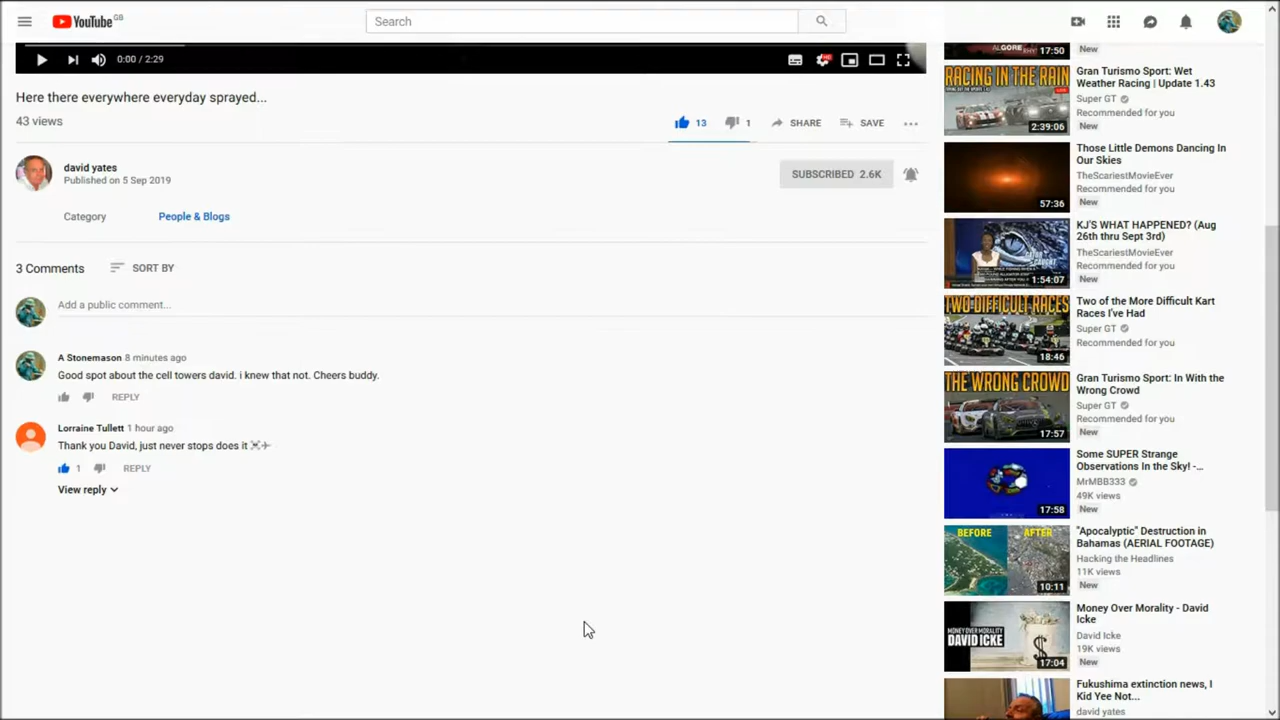 YouTube GB
Search
0:00 / 2:29
Here there everywhere everyday sprayed...
43 views
13
1
SHARE
SAVE
david yates
Published on 5 Sep 2019
SUBSCRIBED 2.6K
Category
People & Blogs
3 Comments
SORT BY
Add a public comment...
A Stonemason 8 minutes ago
Good spot about the cell towers david. i knew that not. Cheers buddy.
REPLY
Lorraine Tullett 1 hour ago
Thank you David, just never stops does it ☠️✈
1
REPLY
View reply
AL GORE
17:50
New
RACING IN THE RAIN
2:39:06
Gran Turismo Sport: Wet
Weather Racing | Update 1.43
Super GT
Recommended for you
New
57:36
Those Little Demons Dancing In
Our Skies
TheScariestMovieEver
Recommended for you
New
1:54:07
KJ'S WHAT HAPPENED? (Aug
26th thru Sept 3rd)
TheScariestMovieEver
Recommended for you
New
TWO DIFFICULT RACES
18:46
Two of the More Difficult Kart
Races I've Had
Super GT
Recommended for you
THE WRONG CROWD
17:57
Gran Turismo Sport: In With the
Wrong Crowd
Super GT
Recommended for you
New
17:58
Some SUPER Strange
Observations In the Sky! -...
MrMBB333
49K views
New
BEFORE
AFTER
10:11
"Apocalyptic" Destruction in
Bahamas (AERIAL FOOTAGE)
Hacking the Headlines
11K views
New
MONEY OVER MORALITY
DAVID ICKE
$
17:04
Money Over Morality - David
Icke
David Icke
19K views
New
Fukushima extinction news, I
Kid Yee Not...
david yates